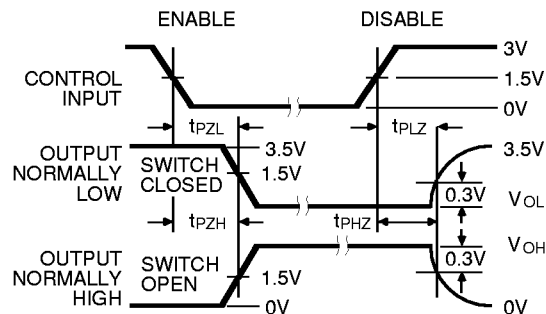 ENABLE DISABLE
CONTROL INPUT
3V
1.5V
0V
tPZL tPLZ
OUTPUT NORMALLY LOW
SWITCH CLOSED
3.5V
1.5V
3.5V
0.3V
VOL
tPZH tPHZ
OUTPUT NORMALLY HIGH
SWITCH OPEN
1.5V
0V
VOH
0.3V
0V